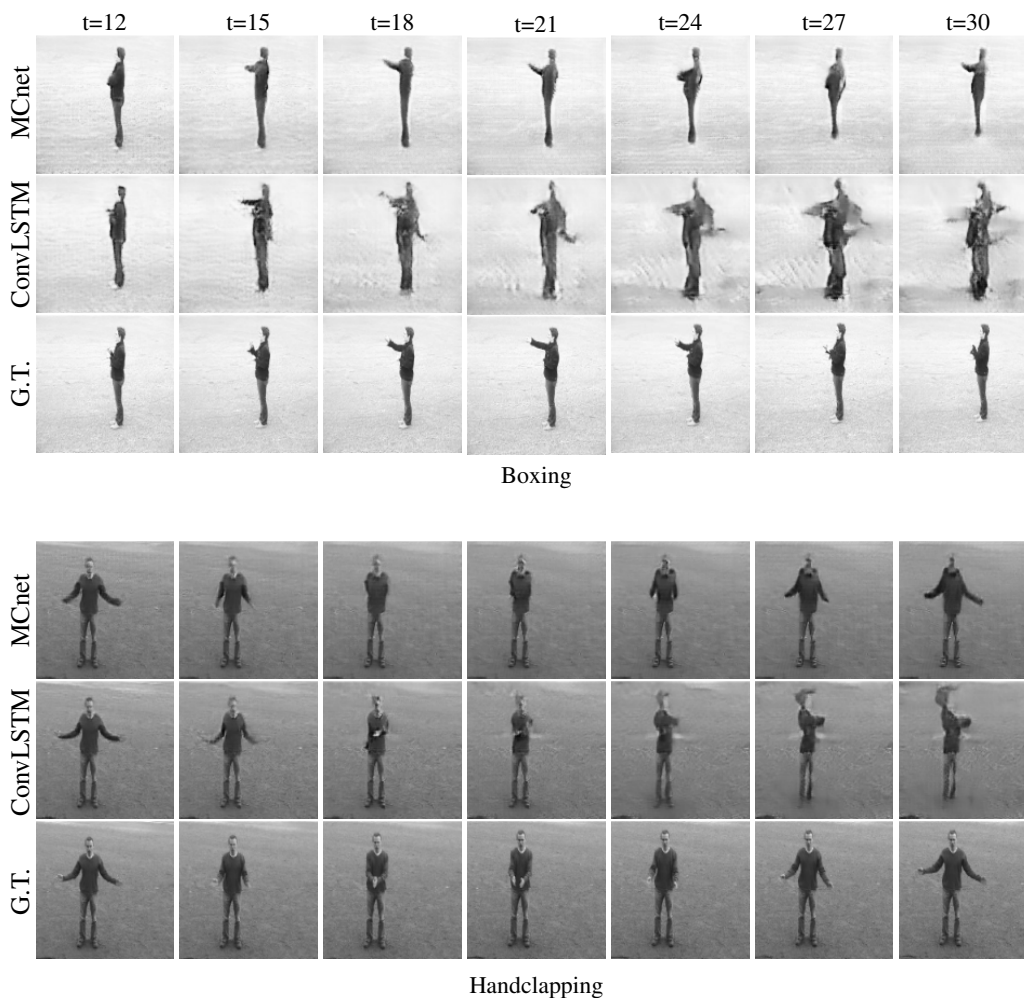 t=12 t=15 t=18 t=21 t=24 t=27 t=30
MCnet
ConvLSTM
G.T.
Boxing
MCnet
ConvLSTM
G.T.
Handclapping